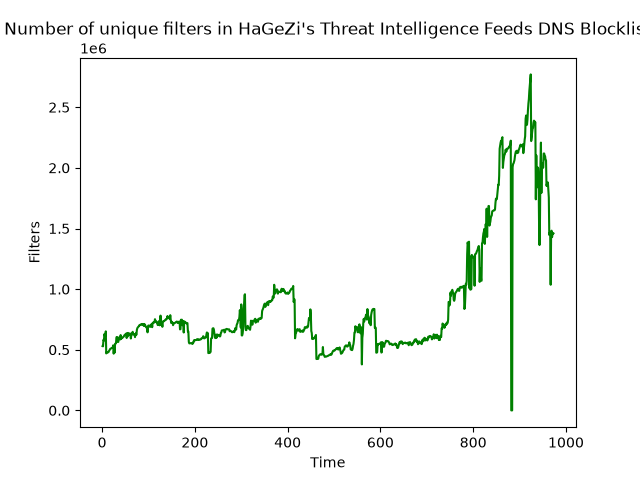 Number of unique filters in HaGeZi's Threat Intelligence Feeds DNS Blocklis
1e6
2.5
2.0
1.5
1.0
0.5
0.0
Filters
0 200 400 600 800 1000
Time